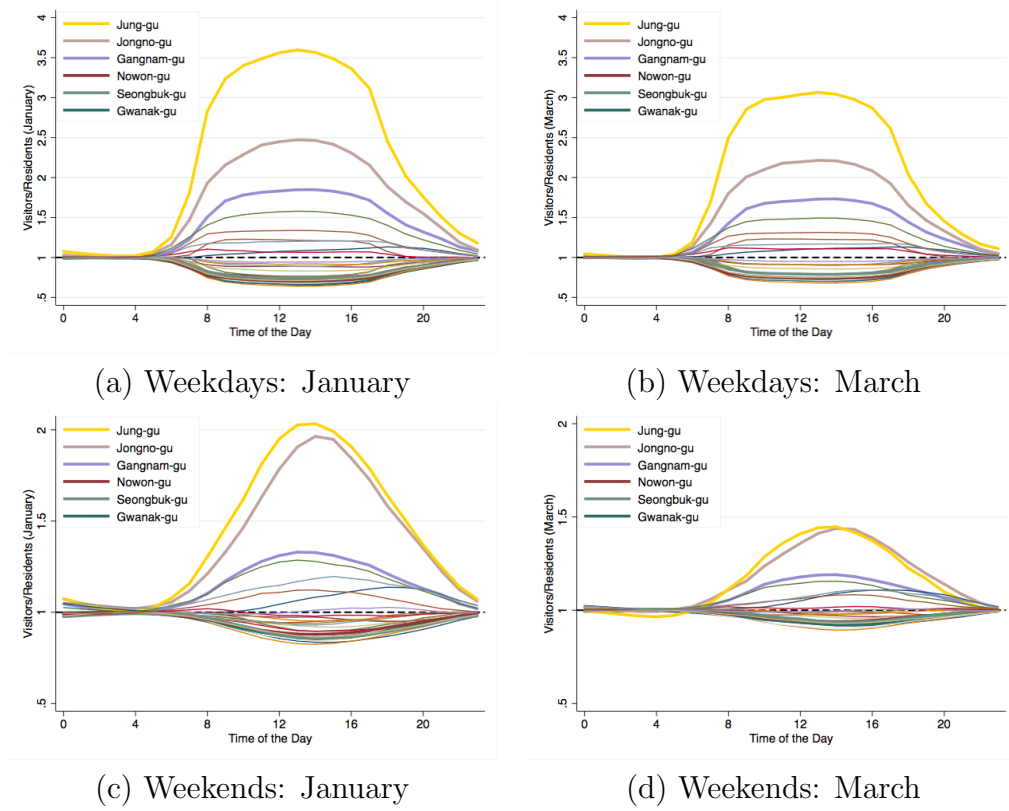 Visitors/Residents (January)
4
3.5
3
2.5
2
1.5
1
.5
Jung-gu
Jongno-gu
Gangnam-gu
Nowon-gu
Seongbuk-gu
Gwanak-gu
0 4 8 12 16 20
Time of the Day
(a) Weekdays: January
Visitors/Residents (March)
4
3.5
3
2.5
2
1.5
1
.5
Jung-gu
Jongno-gu
Gangnam-gu
Nowon-gu
Seongbuk-gu
Gwanak-gu
0 4 8 12 16 20
Time of the Day
(b) Weekdays: March
Visitors/Residents (January)
2
1.5
1
.5
Jung-gu
Jongno-gu
Gangnam-gu
Nowon-gu
Seongbuk-gu
Gwanak-gu
0 4 8 12 16 20
Time of the Day
(c) Weekends: January
Visitors/Residents (March)
2
1.5
1
.5
Jung-gu
Jongno-gu
Gangnam-gu
Nowon-gu
Seongbuk-gu
Gwanak-gu
0 4 8 12 16 20
Time of the Day
(d) Weekends: March